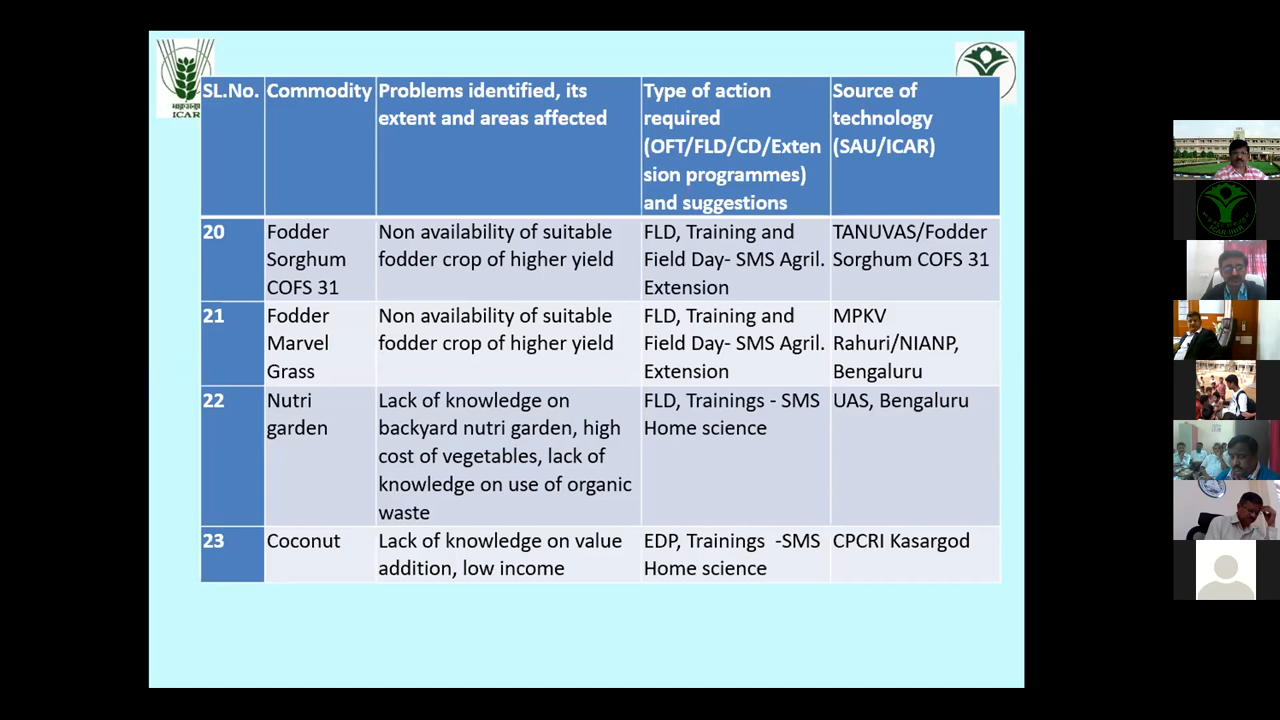 SL.No. Commodity Problems identified, its Type of action Source of
extent and areas affected required technology
(OFT/FLD/CD/Exten (SAU/ICAR)
sion programmes)
and suggestions
20 Fodder Non availability of suitable FLD, Training and TANUVAS/Fodder
Sorghum fodder crop of higher yield Field Day- SMS Agril. Sorghum COFS 31
COFS 31 Extension
21 Fodder Non availability of suitable FLD, Training and MPKV
Marvel fodder crop of higher yield Field Day- SMS Agril. Rahuri/NIANP,
Grass Extension Bengaluru
22 Nutri Lack of knowledge on FLD, Trainings - SMS UAS, Bengaluru
garden backyard nutri garden, high Home science
cost of vegetables, lack of
knowledge on use of organic
waste
23 Coconut Lack of knowledge on value EDP, Trainings -SMS CPCRI Kasargod
addition, low income Home science
ICAR